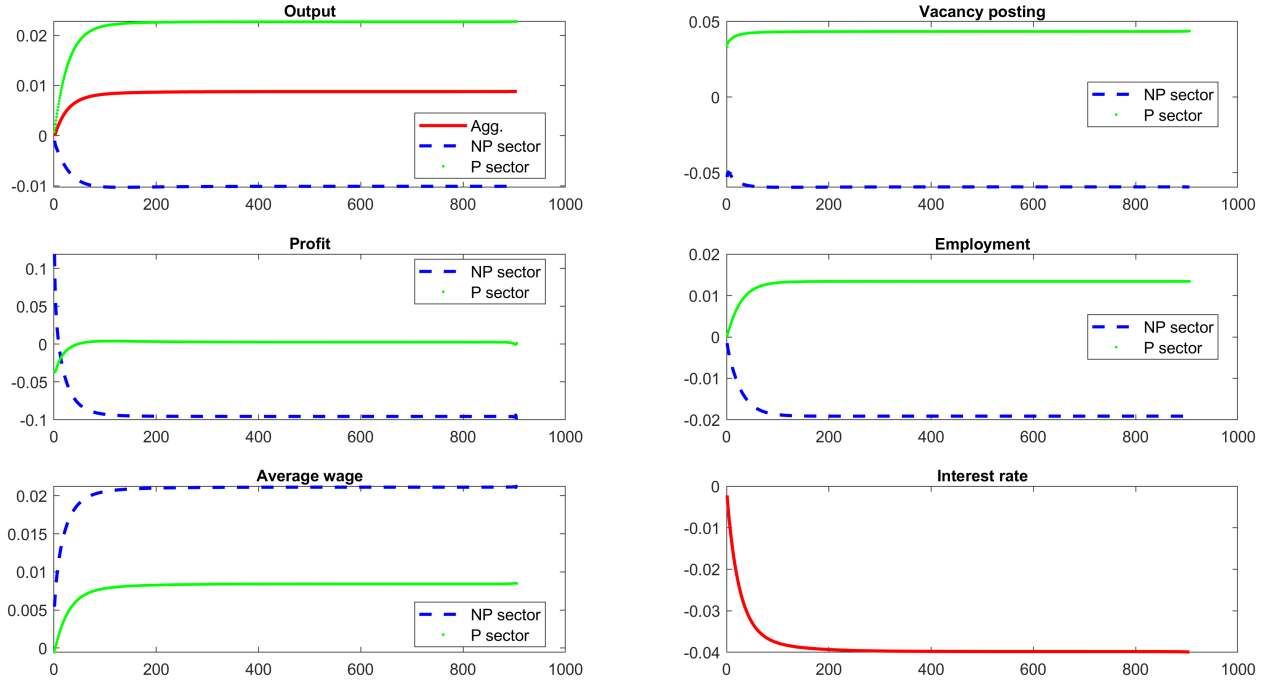 Output
0.02
0.01
0
-0.01
Agg.
NP sector
P sector
0 200 400 600 800 1000
Vacancy posting
0.05
0
-0.05
NP sector
P sector
0 200 400 600 800 1000
Profit
0.1
0.05
0
-0.05
-0.1
NP sector
P sector
0 200 400 600 800 1000
Employment
0.02
0.01
0
-0.01
-0.02
NP sector
P sector
0 200 400 600 800 1000
Average wage
0.02
0.015
0.01
0.005
0
NP sector
P sector
0 200 400 600 800 1000
Interest rate
0
-0.01
-0.02
-0.03
-0.04
0 200 400 600 800 1000